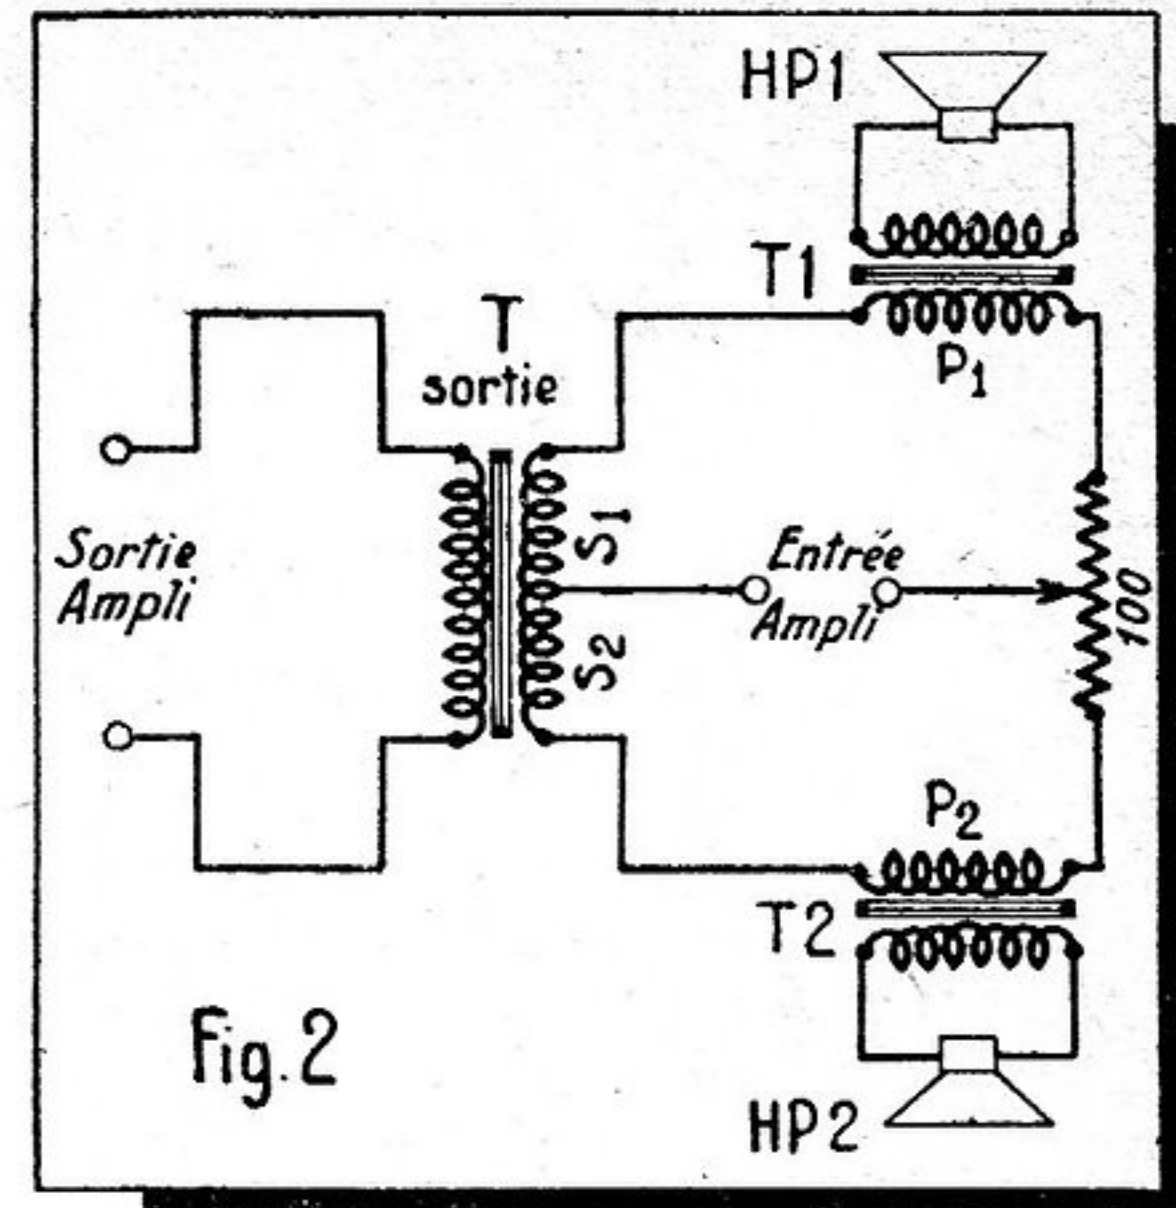 HP1
T1
P1
T
sortie
Sortie
Ampli
S1
S2
Entrée
Ampli
100
P2
T2
HP2
Fig. 2